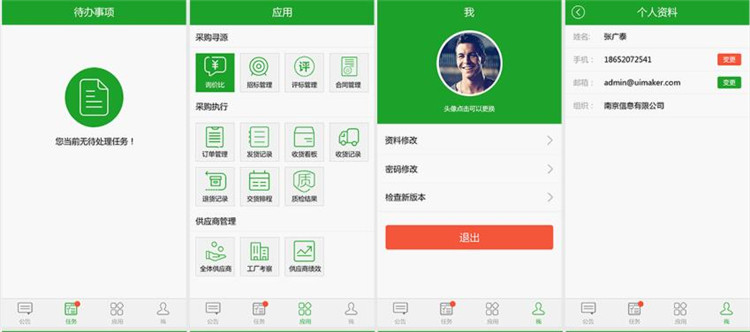 待办事项
您当前无待处理任务！
公告
任务
应用
我
应用
采购寻源
询价比
招标管理
评标管理
合同管理
采购执行
订单管理
发货记录
收货看板
收货记录
退货记录
交货排程
质检结果
供应商管理
全体供应商
工厂考察
供应商绩效
公告
任务
应用
我
我
头像点击可以更换
资料修改
密码修改
检查新版本
退出
公告
任务
应用
我
个人资料
姓名: 张广泰
手机: 18652072541 变更
邮箱: admin@uimaker.com 变更
组织: 南京信息有限公司
公告
任务
应用
我